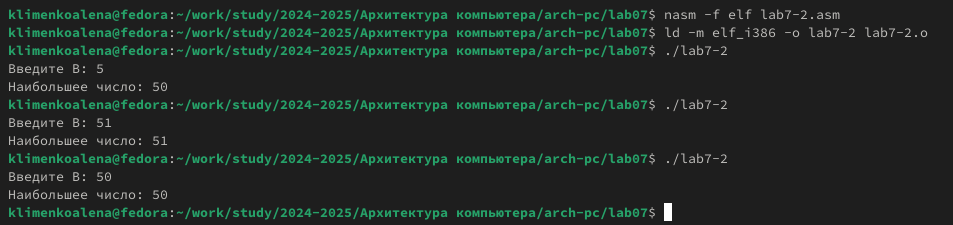 klimenkoalena@fedora:~/work/study/2024-2025/Архитектура компьютера/arch-pc/lab07$ nasm -f elf lab7-2.asm
klimenkoalena@fedora:~/work/study/2024-2025/Архитектура компьютера/arch-pc/lab07$ ld -m elf_i386 -o lab7-2 lab7-2.o
klimenkoalena@fedora:~/work/study/2024-2025/Архитектура компьютера/arch-pc/lab07$ ./lab7-2
Введите B: 5
Наибольшее число: 50
klimenkoalena@fedora:~/work/study/2024-2025/Архитектура компьютера/arch-pc/lab07$ ./lab7-2
Введите B: 51
Наибольшее число: 51
klimenkoalena@fedora:~/work/study/2024-2025/Архитектура компьютера/arch-pc/lab07$ ./lab7-2
Введите B: 50
Наибольшее число: 50
klimenkoalena@fedora:~/work/study/2024-2025/Архитектура компьютера/arch-pc/lab07$